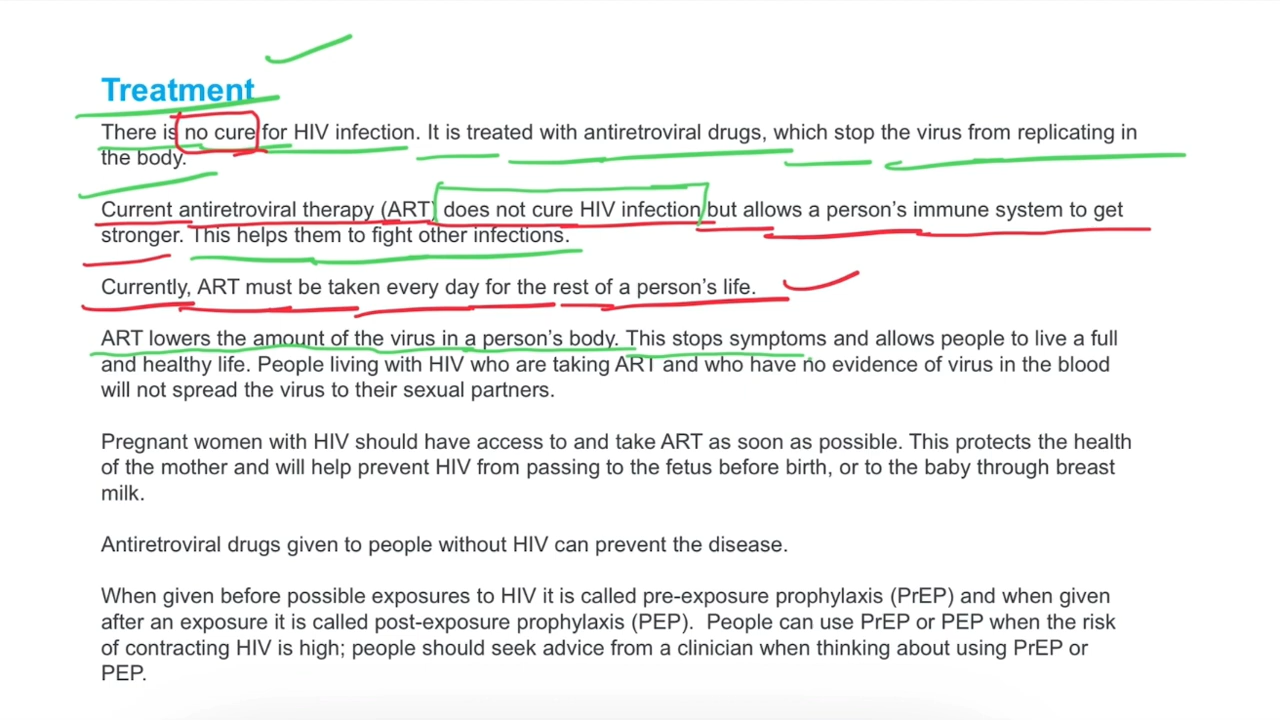 Treatment
There is no cure for HIV infection. It is treated with antiretroviral drugs, which stop the virus from replicating in
the body.
Current antiretroviral therapy (ART) does not cure HIV infection but allows a person’s immune system to get
stronger. This helps them to fight other infections.
Currently, ART must be taken every day for the rest of a person’s life.
ART lowers the amount of the virus in a person’s body. This stops symptoms and allows people to live a full
and healthy life. People living with HIV who are taking ART and who have no evidence of virus in the blood
will not spread the virus to their sexual partners.
Pregnant women with HIV should have access to and take ART as soon as possible. This protects the health
of the mother and will help prevent HIV from passing to the fetus before birth, or to the baby through breast
milk.
Antiretroviral drugs given to people without HIV can prevent the disease.
When given before possible exposures to HIV it is called pre-exposure prophylaxis (PrEP) and when given
after an exposure it is called post-exposure prophylaxis (PEP).  People can use PrEP or PEP when the risk
of contracting HIV is high; people should seek advice from a clinician when thinking about using PrEP or
PEP.